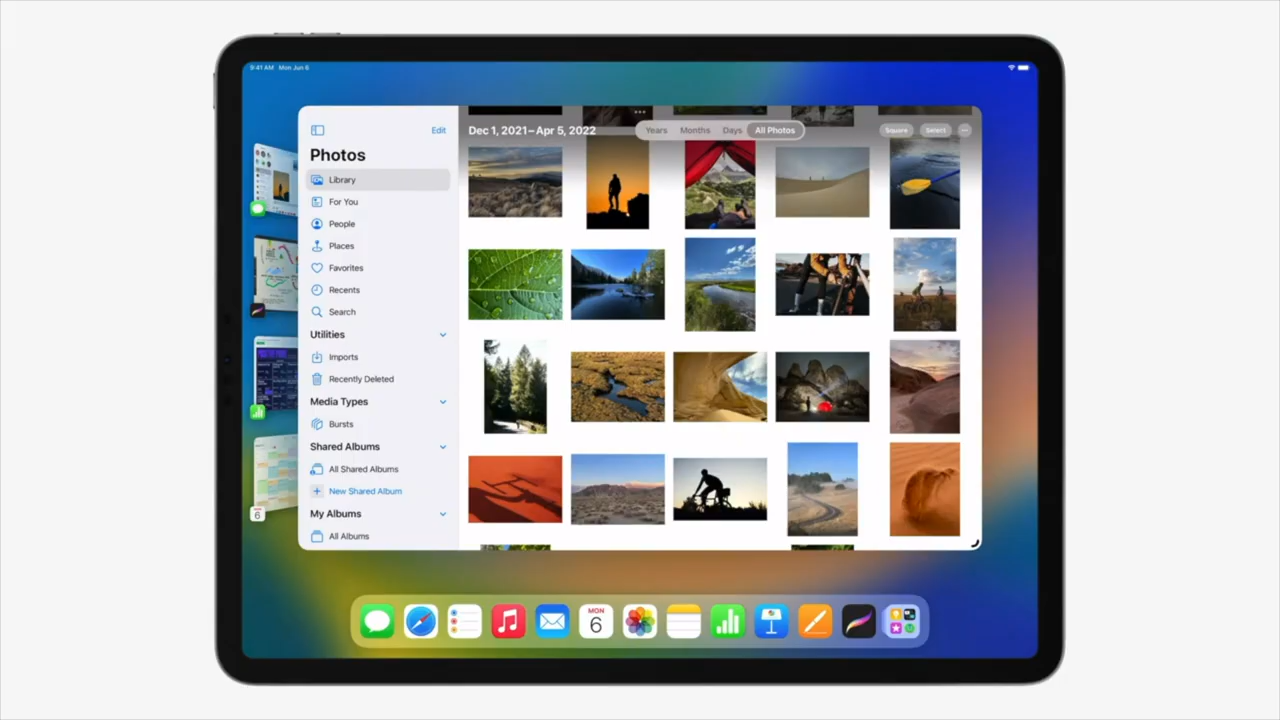 9:41 AM Mon Jun 6
Edit
Photos
Library
For You
People
Places
Favorites
Recents
Search
Utilities
Imports
Recently Deleted
Media Types
Bursts
Shared Albums
All Shared Albums
New Shared Album
My Albums
All Albums
Dec 1, 2021–Apr 5, 2022
Years
Months
Days
All Photos
Square
Select
6
MON
6